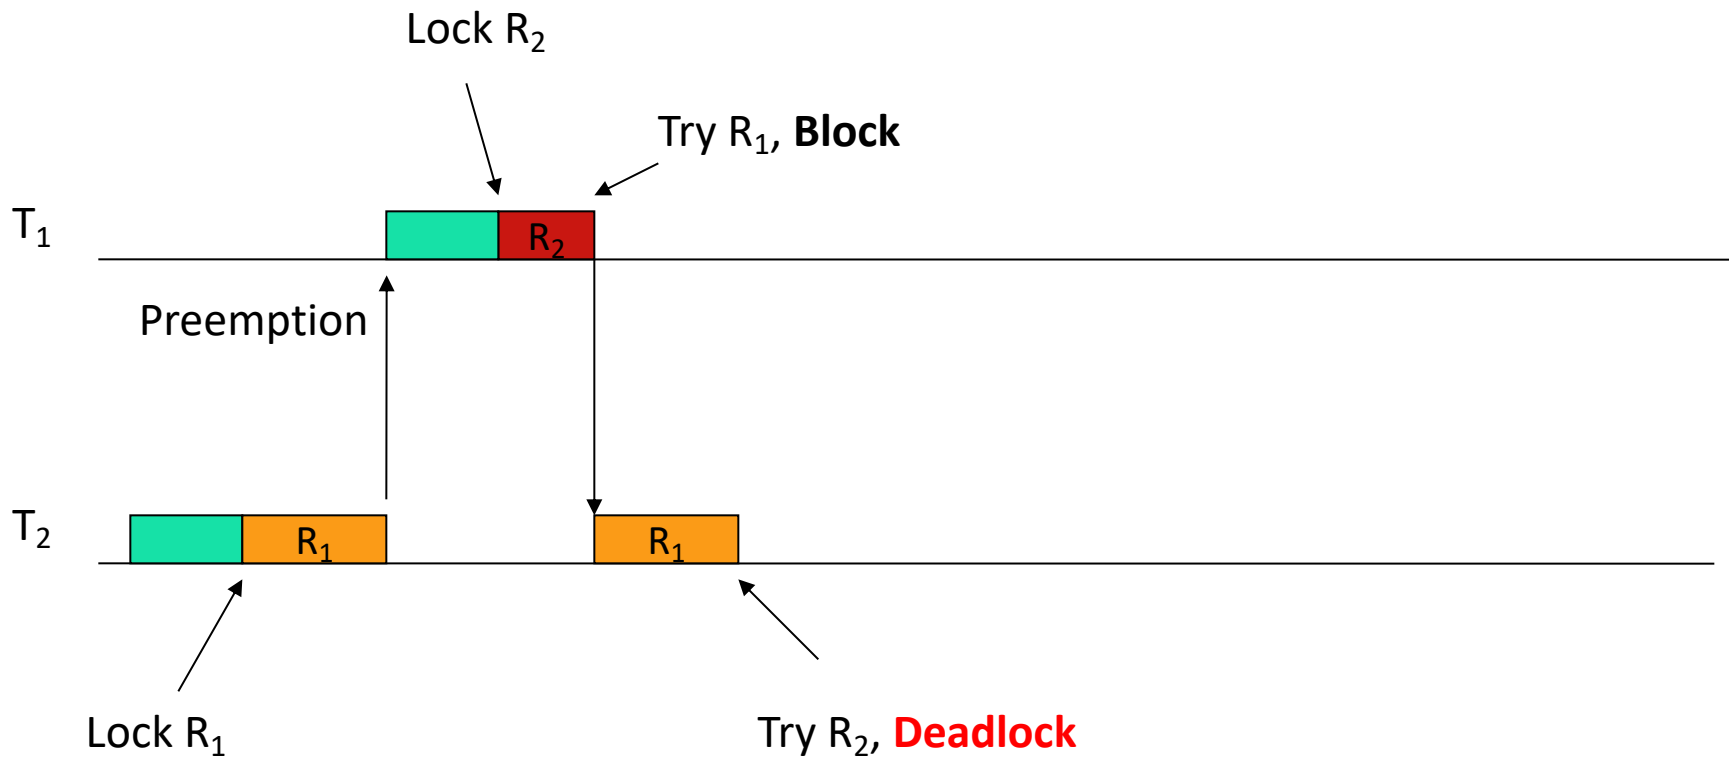 Lock R₂
Try R₁, Block
T₁
R₂
Preemption
T₂
R₁
R₁
Lock R₁
Try R₂, Deadlock